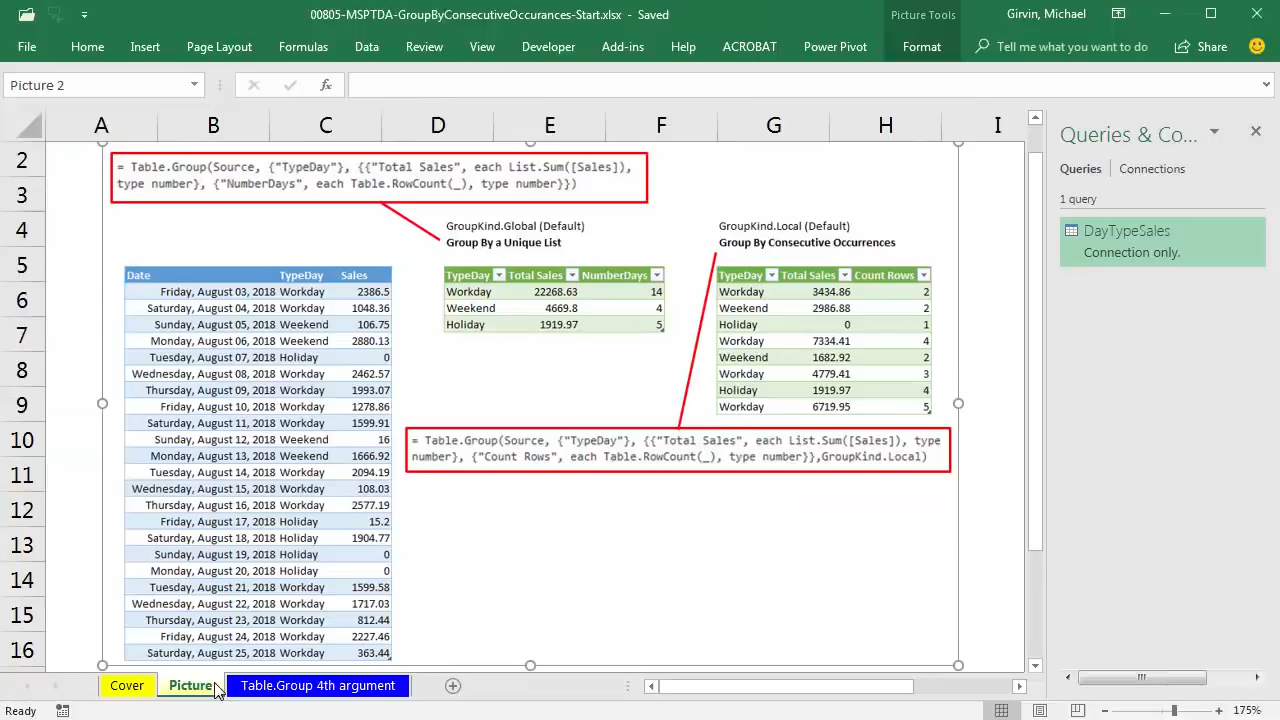 00805-MSPTDA-GroupByConsecutiveOccurances-Start.xlsx - Saved
Picture Tools
Girvin, Michael
File Home Insert Page Layout Formulas Data Review View Developer Add-ins Help ACROBAT Power Pivot Format Tell me what you want to do Share
Picture 2
fx
A B C D E F G H I
Queries & Co...
Queries Connections
1 query
DayTypeSales
Connection only.
2
3
4
5
6
7
8
9
10
11
12
13
14
15
16
= Table.Group(Source, {"TypeDay"}, {{"Total Sales", each List.Sum([Sales]),
type number}, {"NumberDays", each Table.RowCount(_), type number}})
GroupKind.Global (Default)
Group By a Unique List
GroupKind.Local (Default)
Group By Consecutive Occurrences
Date TypeDay Sales
Friday, August 03, 2018 Workday 2386.5
Saturday, August 04, 2018 Workday 1048.36
Sunday, August 05, 2018 Weekend 106.75
Monday, August 06, 2018 Weekend 2880.13
Tuesday, August 07, 2018 Holiday 0
Wednesday, August 08, 2018 Workday 2462.57
Thursday, August 09, 2018 Workday 1993.07
Friday, August 10, 2018 Workday 1278.86
Saturday, August 11, 2018 Workday 1599.91
Sunday, August 12, 2018 Weekend 16
Monday, August 13, 2018 Weekend 1666.92
Tuesday, August 14, 2018 Workday 2094.19
Wednesday, August 15, 2018 Workday 108.03
Thursday, August 16, 2018 Workday 2577.19
Friday, August 17, 2018 Holiday 15.2
Saturday, August 18, 2018 Holiday 1904.77
Sunday, August 19, 2018 Holiday 0
Monday, August 20, 2018 Holiday 0
Tuesday, August 21, 2018 Workday 1599.58
Wednesday, August 22, 2018 Workday 1717.03
Thursday, August 23, 2018 Workday 812.44
Friday, August 24, 2018 Workday 2227.46
Saturday, August 25, 2018 Workday 363.44
TypeDay Total Sales NumberDays
Workday 22268.63 14
Weekend 4669.8 4
Holiday 1919.97 5
TypeDay Total Sales Count Rows
Workday 3434.86 2
Weekend 2986.88 2
Holiday 0 1
Workday 7334.41 4
Weekend 1682.92 2
Workday 4779.41 3
Holiday 1919.97 4
Workday 6719.95 5
= Table.Group(Source, {"TypeDay"}, {{"Total Sales", each List.Sum([Sales]), type
number}, {"Count Rows", each Table.RowCount(_), type number}},GroupKind.Local)
Cover Picture Table.Group 4th argument
Ready
175%